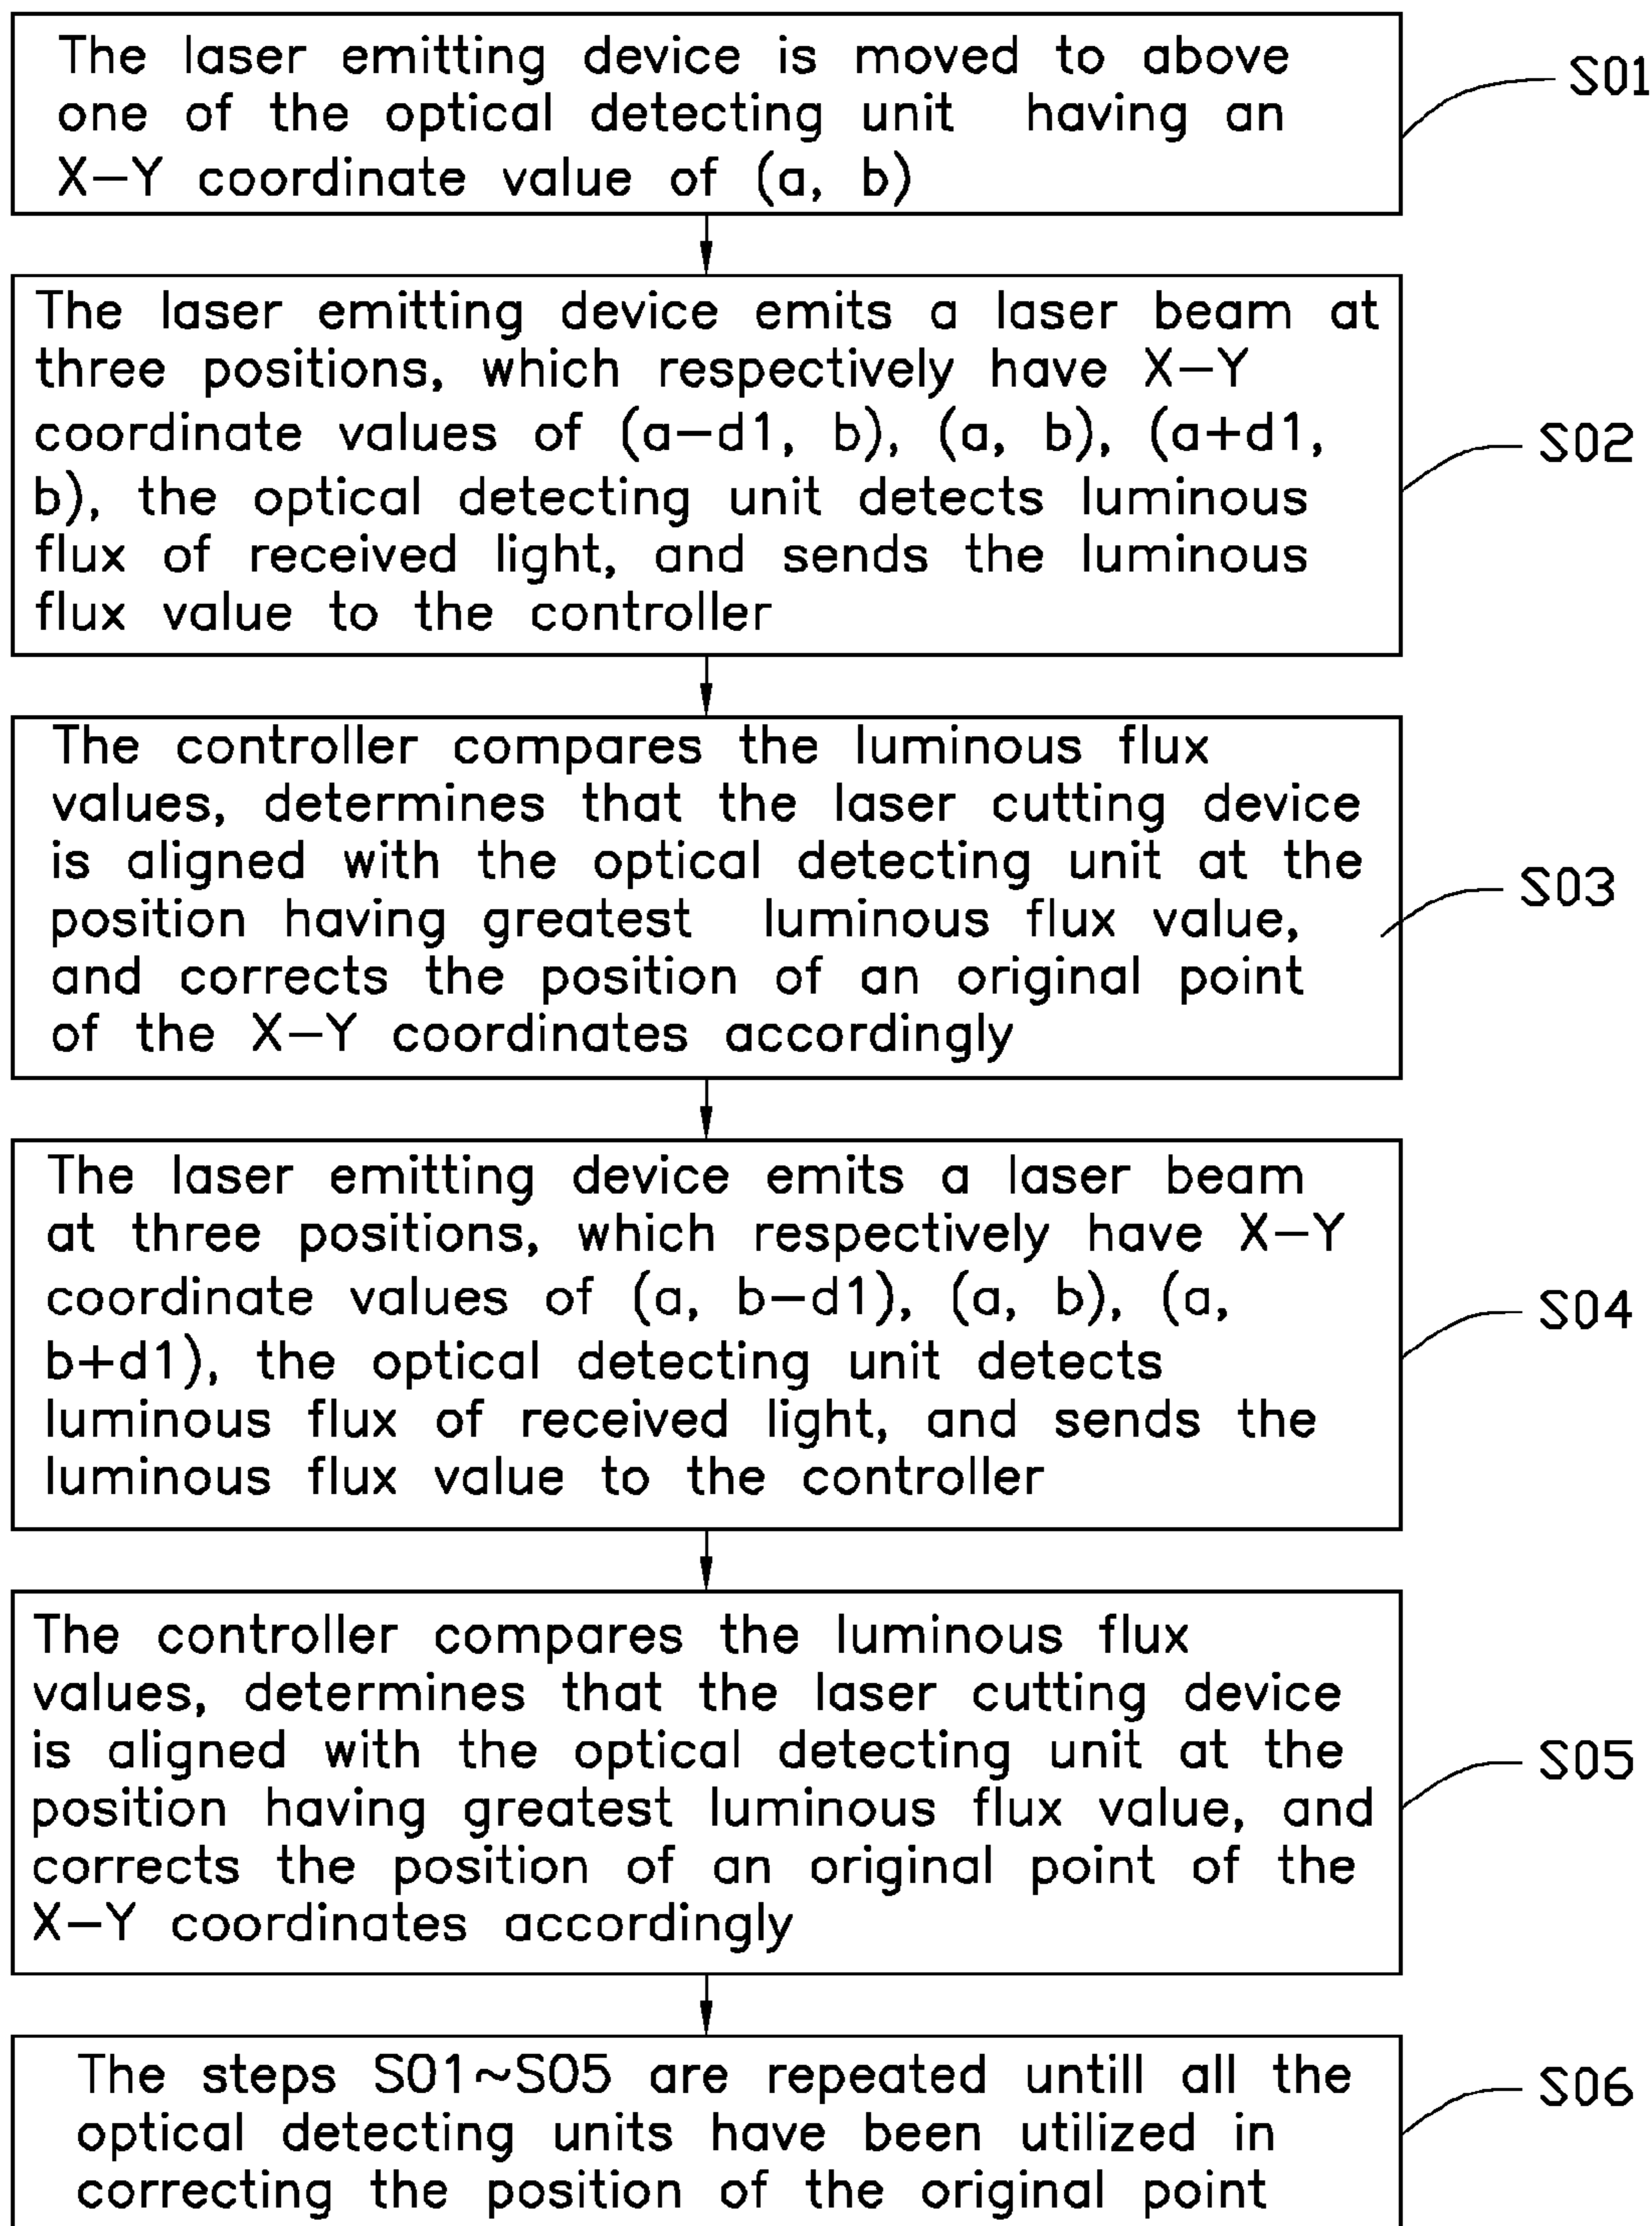 The laser emitting device is moved to above
one of the optical detecting unit having an
X-Y coordinate value of (a, b)
S01
The laser emitting device emits a laser beam at
three positions, which respectively have X-Y
coordinate values of (a-d1, b), (a, b), (a+d1,
b), the optical detecting unit detects luminous
flux of received light, and sends the luminous
flux value to the controller
S02
The controller compares the luminous flux
values, determines that the laser cutting device
is aligned with the optical detecting unit at the
position having greatest luminous flux value,
and corrects the position of an original point
of the X-Y coordinates accordingly
S03
The laser emitting device emits a laser beam
at three positions, which respectively have X-Y
coordinate values of (a, b-d1), (a, b), (a,
b+d1), the optical detecting unit detects
luminous flux of received light, and sends the
luminous flux value to the controller
S04
The controller compares the luminous flux
values, determines that the laser cutting device
is aligned with the optical detecting unit at the
position having greatest luminous flux value, and
corrects the position of an original point of the
X-Y coordinates accordingly
S05
The steps S01~S05 are repeated untill all the
optical detecting units have been utilized in
correcting the position of the original point
S06